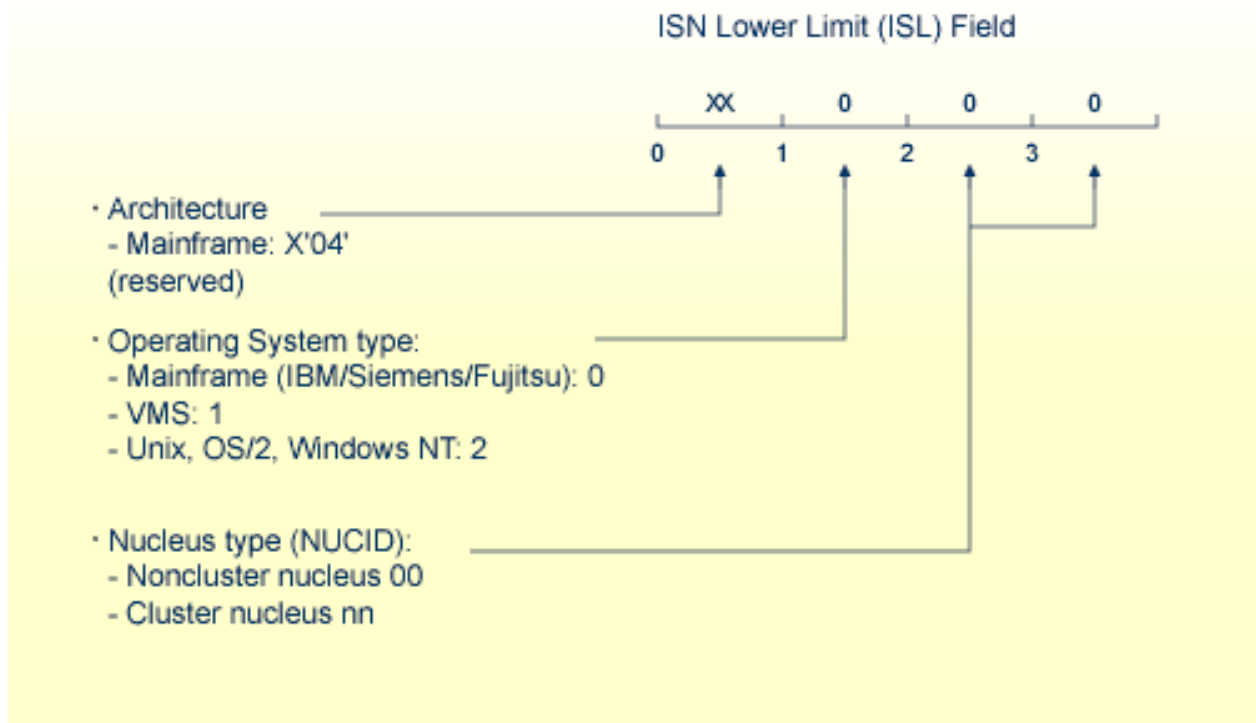 ISN Lower Limit (ISL) Field
XX 0 0 0
0 1 2 3
· Architecture
- Mainframe: X'04'
(reserved)
· Operating System type:
- Mainframe (IBM/Siemens/Fujitsu): 0
- VMS: 1
- Unix, OS/2, Windows NT: 2
· Nucleus type (NUCID):
- Noncluster nucleus 00
- Cluster nucleus nn